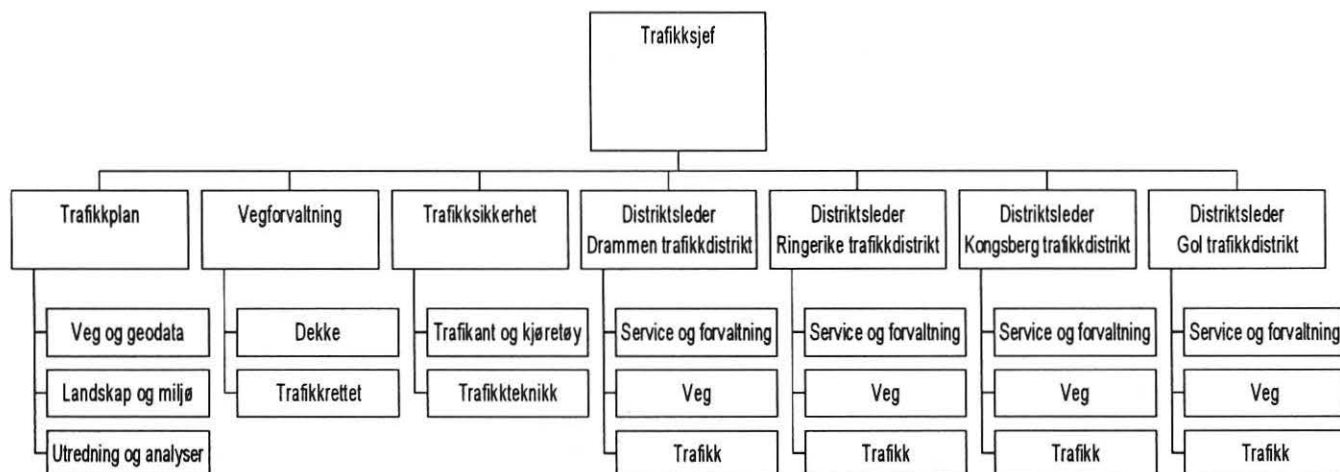 Trafikksjef
Trafikkplan
Vegforvaltning
Trafikksikkerhet
Distriktsleder
Drammen trafikkdistrikt
Distriktsleder
Ringerike trafikkdistrikt
Distriktsleder
Kongsberg trafikkdistrikt
Distriktsleder
Gol trafikkdistrikt
Veg og geodata
Landskap og miljø
Utredning og analyser
Dekke
Trafikkrettet
Trafikant og kjøretøy
Trafikkteknikk
Service og forvaltning
Veg
Trafikk
Service og forvaltning
Veg
Trafikk
Service og forvaltning
Veg
Trafikk
Service og forvaltning
Veg
Trafikk